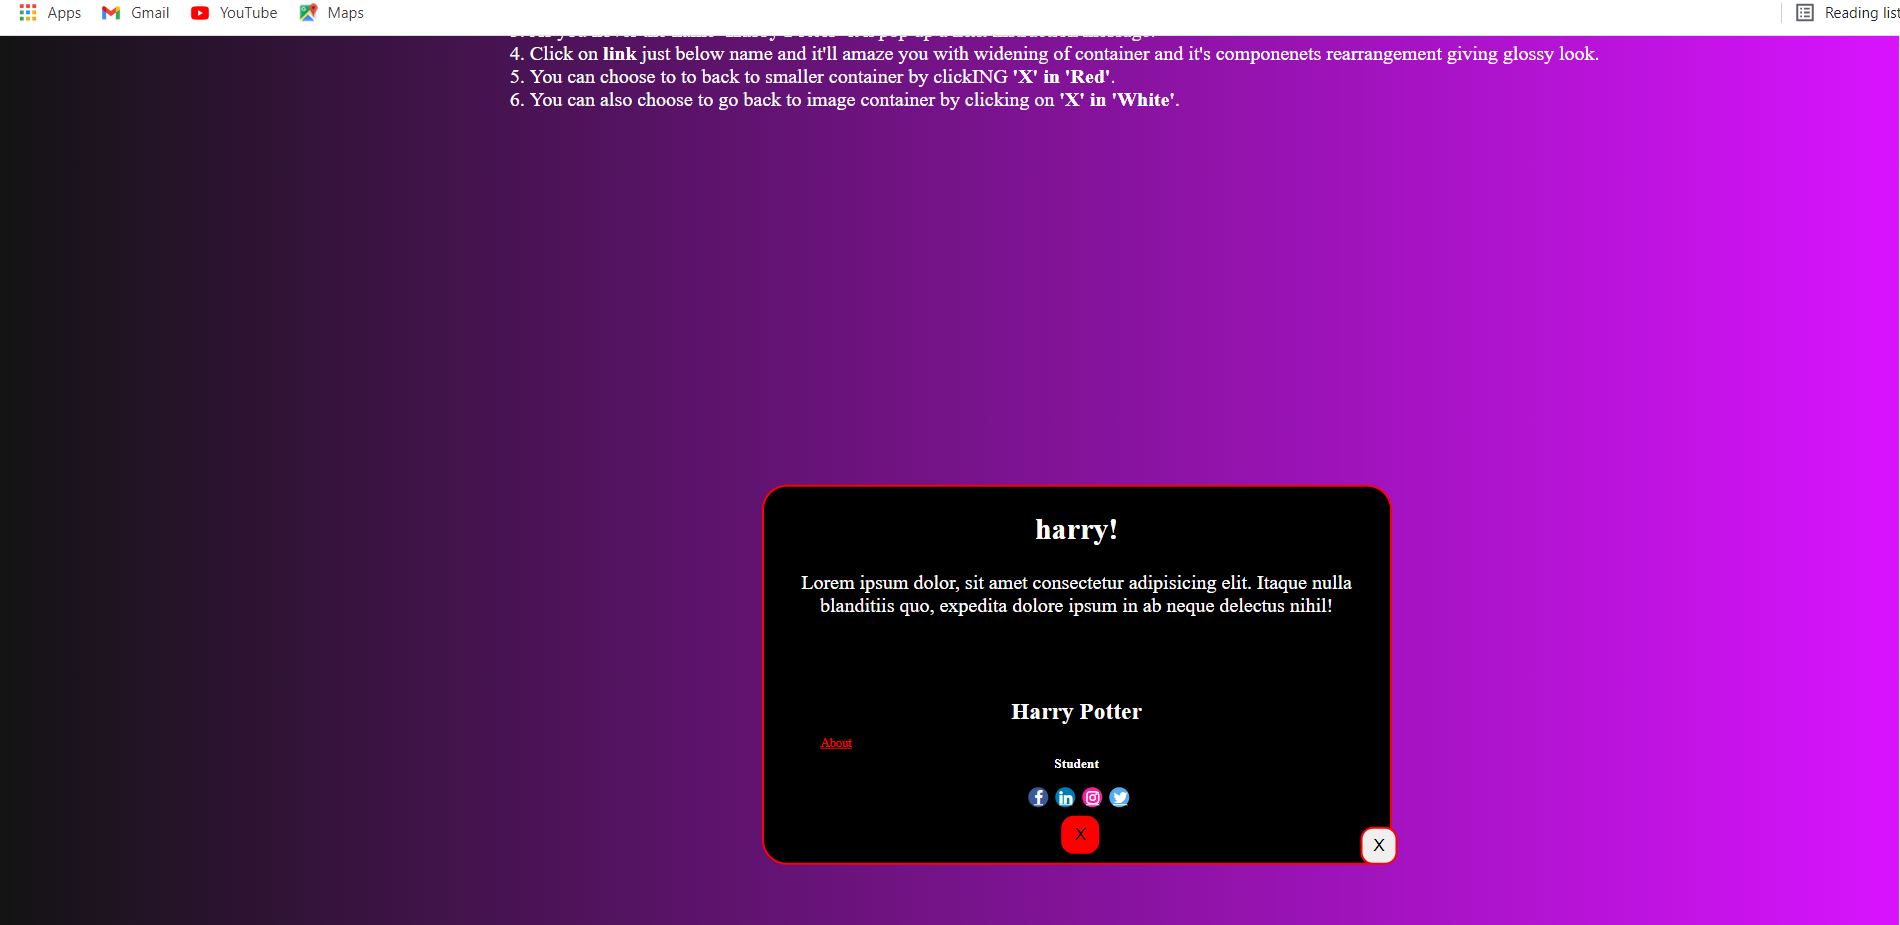 Apps Gmail YouTube Maps Reading list
4. Click on link just below name and it'll amaze you with widening of container and it's componenets rearrangement giving glossy look.
5. You can choose to to back to smaller container by clickING 'X' in 'Red'.
6. You can also choose to go back to image container by clicking on 'X' in 'White'.
harry!
Lorem ipsum dolor, sit amet consectetur adipisicing elit. Itaque nulla
blanditiis quo, expedita dolore ipsum in ab neque delectus nihil!
Harry Potter
About
Student
X
X